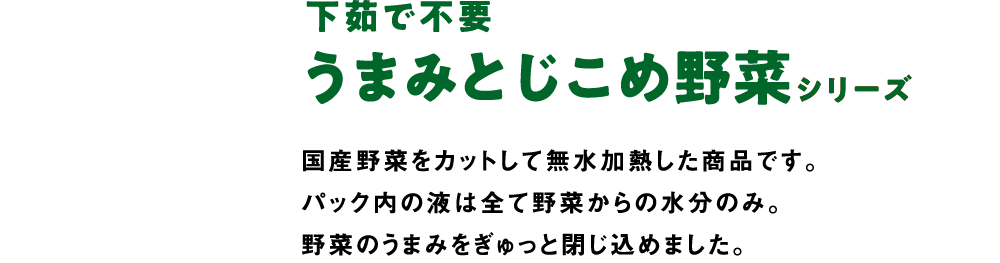 下茹で不要
うまみとじこめ野菜シリーズ
国産野菜をカットして無水加熱した商品です。
パック内の液は全て野菜からの水分のみ。
野菜のうまみをぎゅっと閉じ込めました。